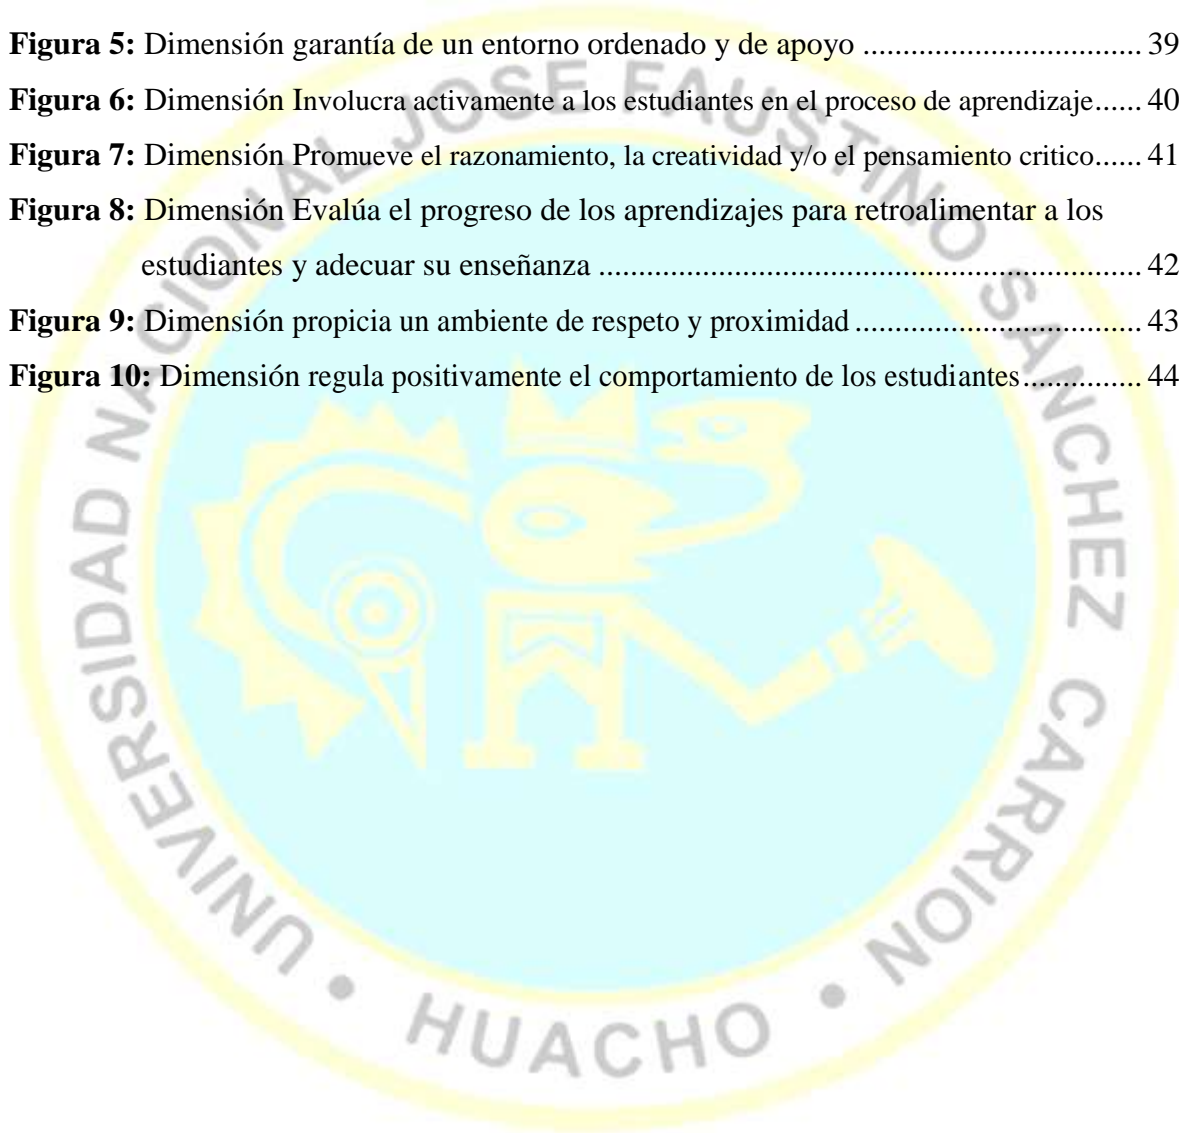 Figura 5: Dimensión garantía de un entorno ordenado y de apoyo .................................. 39
Figura 6: Dimensión Involucra activamente a los estudiantes en el proceso de aprendizaje...... 40
Figura 7: Dimensión Promueve el razonamiento, la creatividad y/o el pensamiento critico...... 41
Figura 8: Dimensión Evalúa el progreso de los aprendizajes para retroalimentar a los
estudiantes y adecuar su enseñanza .................................................................... 42
Figura 9: Dimensión propicia un ambiente de respeto y proximidad ................................... 43
Figura 10: Dimensión regula positivamente el comportamiento de los estudiantes............... 44
UNIVERSIDAD NACIONAL JOSE FAUSTINO SANCHEZ CARRION
• HUACHO •